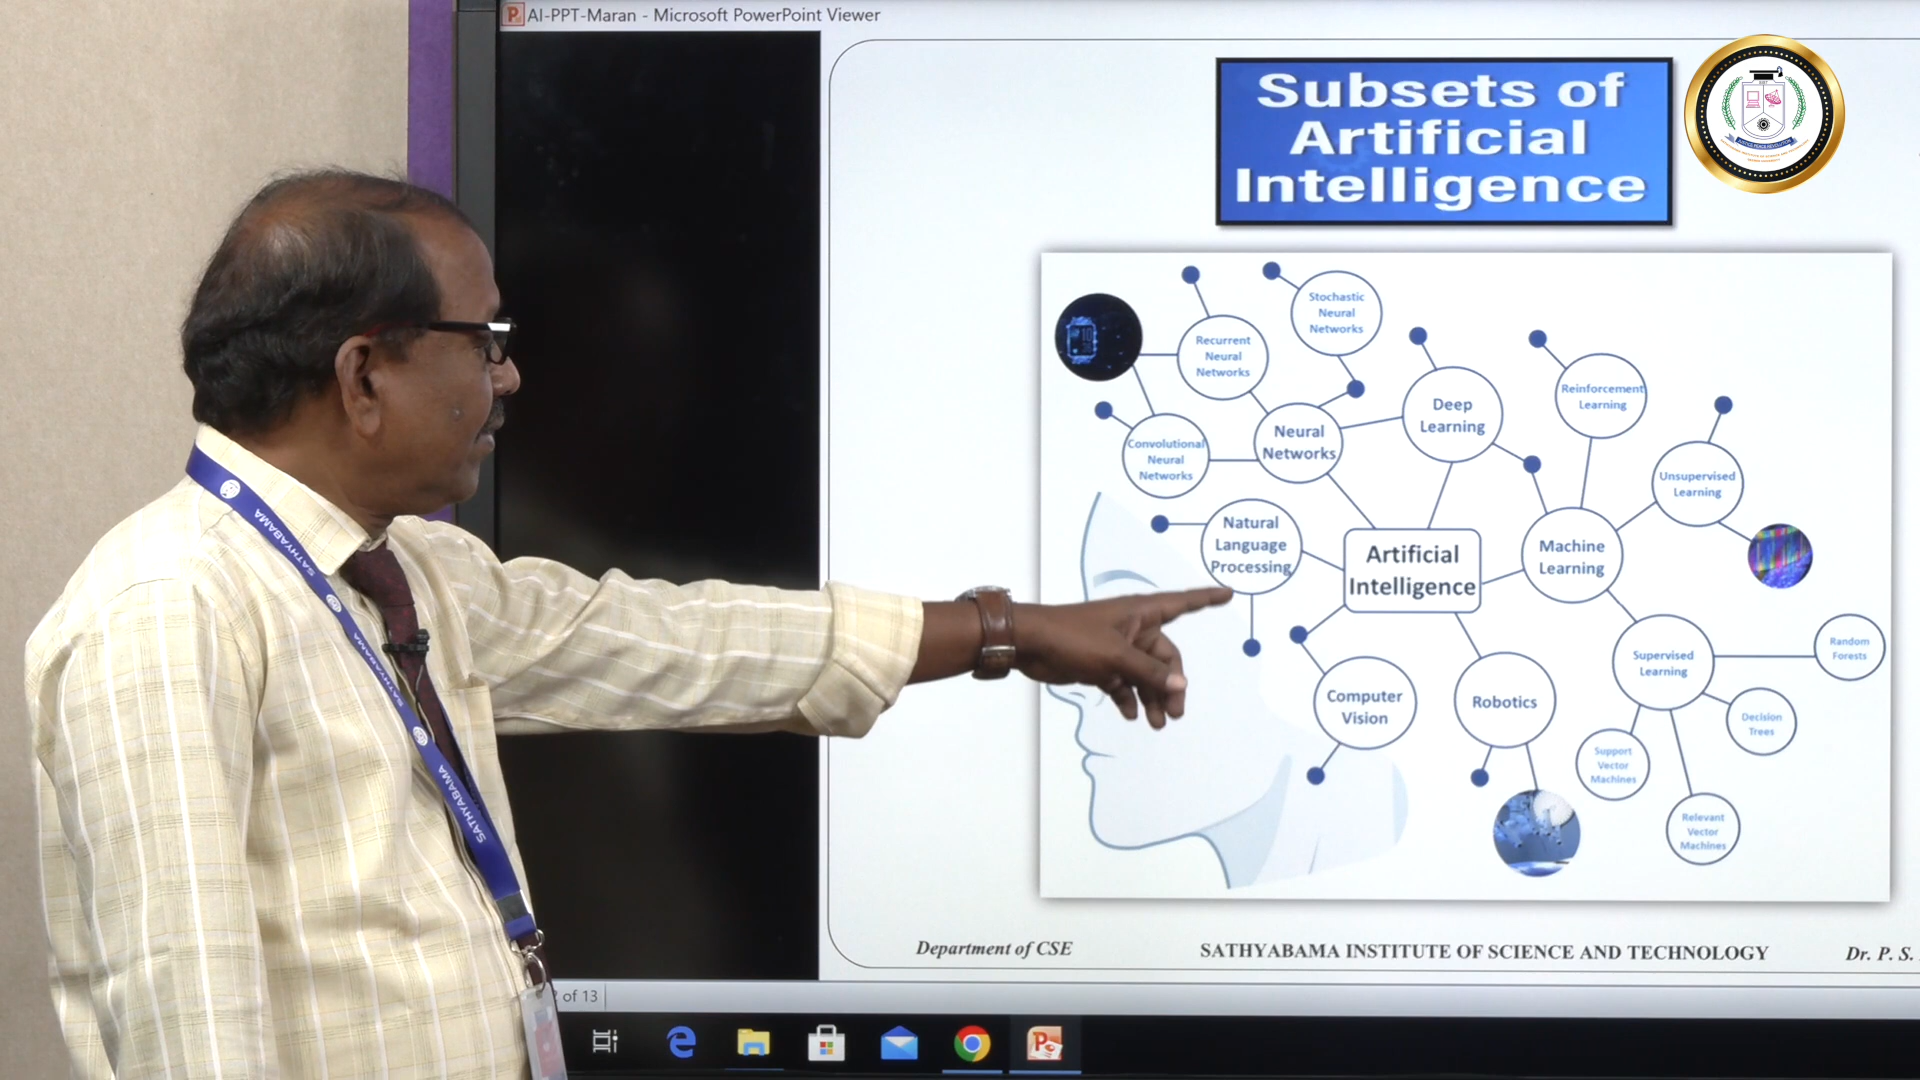 AI-PPT-Maran - Microsoft PowerPoint Viewer
Subsets of
Artificial
Intelligence
Stochastic
Neural
Networks
Recurrent
Neural
Networks
Deep
Learning
Reinforcement
Learning
Neural
Networks
Convolutional
Neural
Networks
Unsupervised
Learning
Natural
Language
Processing
Artificial
Intelligence
Machine
Learning
Supervised
Learning
Random
Forests
Computer
Vision
Robotics
Decision
Trees
Support
Vector
Machines
Relevant
Vector
Machines
Department of CSE
SATHYABAMA INSTITUTE OF SCIENCE AND TECHNOLOGY
Dr. P. S.
of 13
SATHYABAMA
SATHYABAMA
SATHYABAMA